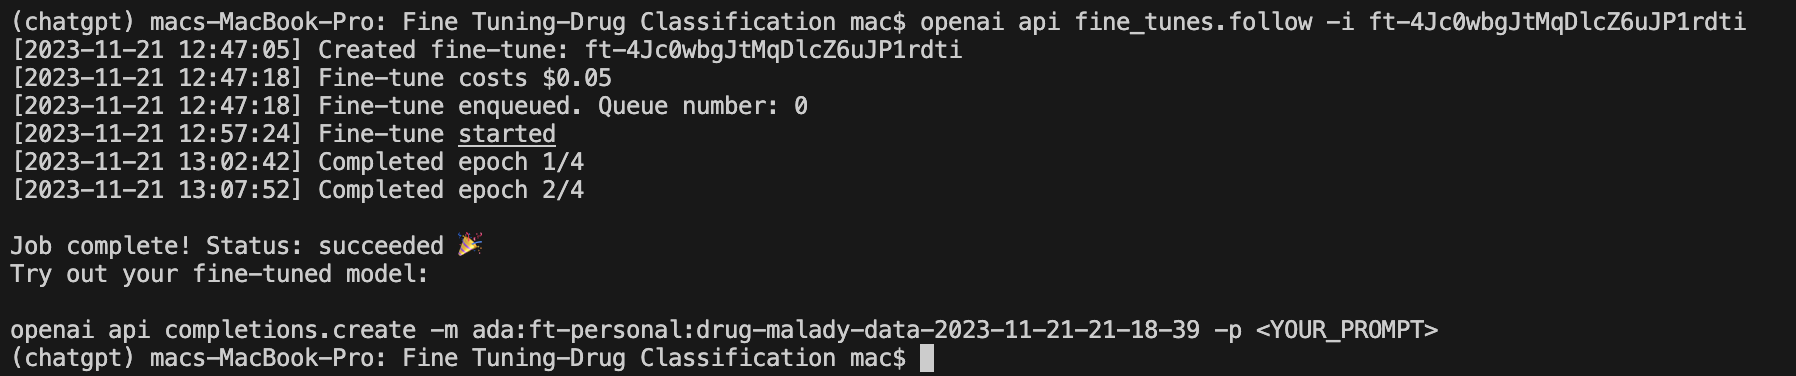 (chatgpt) macs-MacBook-Pro: Fine Tuning-Drug Classification mac$ openai api fine_tunes.follow -i ft-4Jc0wbgJtMqDlcZ6uJP1rdti
[2023-11-21 12:47:05] Created fine-tune: ft-4Jc0wbgJtMqDlcZ6uJP1rdti
[2023-11-21 12:47:18] Fine-tune costs $0.05
[2023-11-21 12:47:18] Fine-tune enqueued. Queue number: 0
[2023-11-21 12:57:24] Fine-tune started
[2023-11-21 13:02:42] Completed epoch 1/4
[2023-11-21 13:07:52] Completed epoch 2/4
Job complete! Status: succeeded 🎉
Try out your fine-tuned model:
openai api completions.create -m ada:ft-personal:drug-malady-data-2023-11-21-21-18-39 -p <YOUR_PROMPT>
(chatgpt) macs-MacBook-Pro: Fine Tuning-Drug Classification mac$